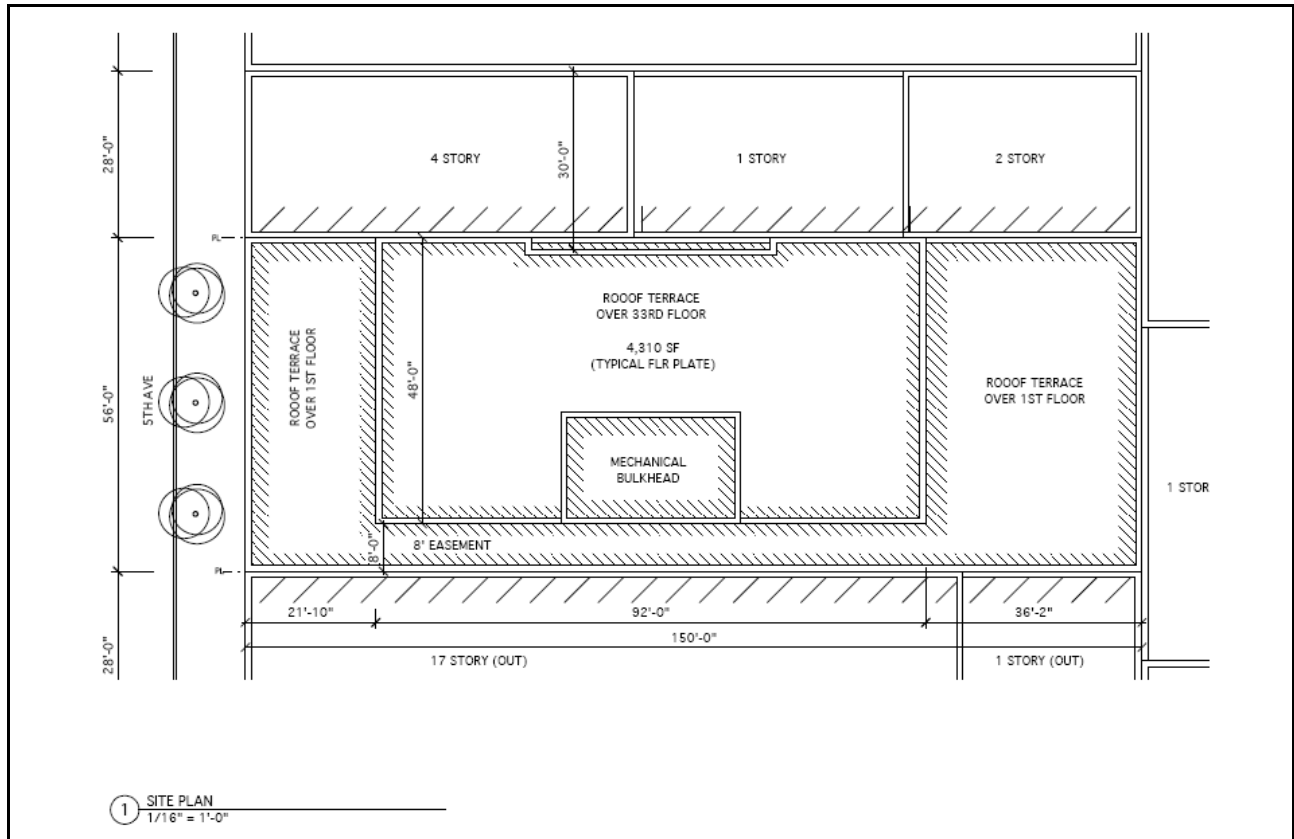 28'-0"
4 STORY
30'-0"
1 STORY
2 STORY
PL
56'-0"
5TH AVE
ROOOF TERRACE
OVER 1ST FLOOR
48'-0"
ROOOF TERRACE
OVER 33RD FLOOR
4,310 SF
(TYPICAL FLR PLATE)
ROOOF TERRACE
OVER 1ST FLOOR
MECHANICAL
BULKHEAD
1 STOR
8'-0"
8' EASEMENT
PL
21'-10"
92'-0"
36'-2"
150'-0"
28'-0"
17 STORY (OUT)
1 STORY (OUT)
1
SITE PLAN
1/16" = 1'-0"